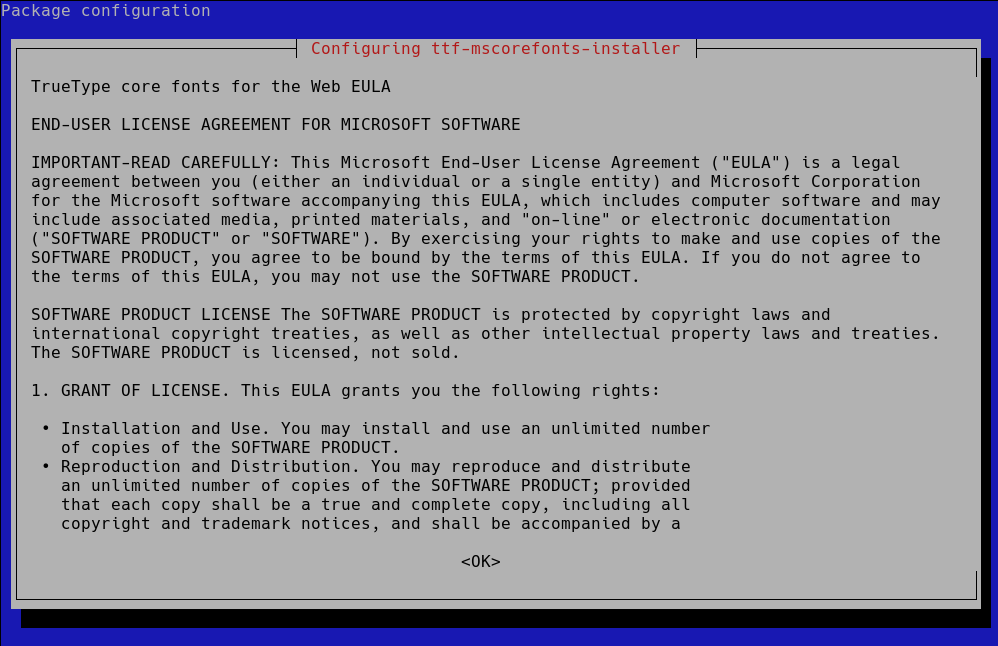 Package configuration
Configuring ttf-mscorefonts-installer
TrueType core fonts for the Web EULA
END-USER LICENSE AGREEMENT FOR MICROSOFT SOFTWARE
IMPORTANT-READ CAREFULLY: This Microsoft End-User License Agreement ("EULA") is a legal
agreement between you (either an individual or a single entity) and Microsoft Corporation
for the Microsoft software accompanying this EULA, which includes computer software and may
include associated media, printed materials, and "on-line" or electronic documentation
("SOFTWARE PRODUCT" or "SOFTWARE"). By exercising your rights to make and use copies of the
SOFTWARE PRODUCT, you agree to be bound by the terms of this EULA. If you do not agree to
the terms of this EULA, you may not use the SOFTWARE PRODUCT.
SOFTWARE PRODUCT LICENSE The SOFTWARE PRODUCT is protected by copyright laws and
international copyright treaties, as well as other intellectual property laws and treaties.
The SOFTWARE PRODUCT is licensed, not sold.
1. GRANT OF LICENSE. This EULA grants you the following rights:
• Installation and Use. You may install and use an unlimited number
of copies of the SOFTWARE PRODUCT.
• Reproduction and Distribution. You may reproduce and distribute
an unlimited number of copies of the SOFTWARE PRODUCT; provided
that each copy shall be a true and complete copy, including all
copyright and trademark notices, and shall be accompanied by a
<OK>